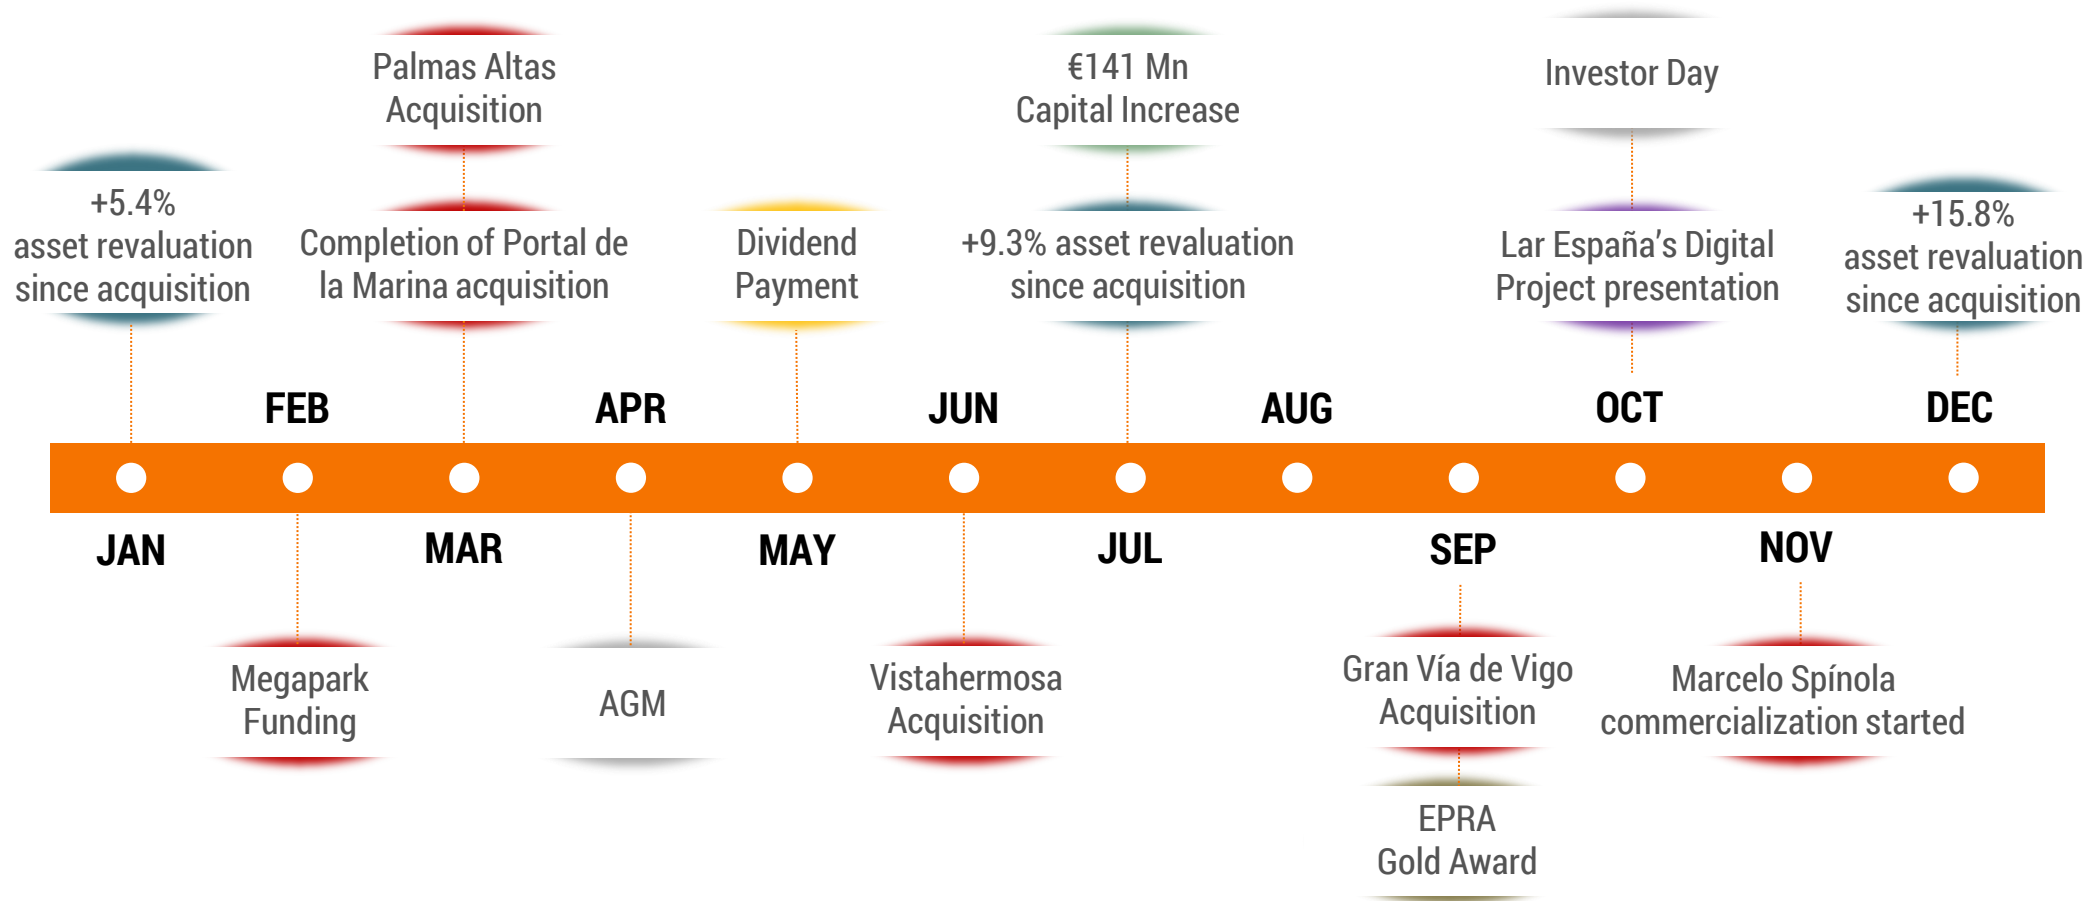 Palmas Altas
Acquisition
€141 Mn
Capital Increase
Investor Day
+5.4%
asset revaluation
since acquisition
Completion of Portal de
la Marina acquisition
Dividend
Payment
+9.3% asset revaluation
since acquisition
Lar España’s Digital
Project presentation
+15.8%
asset revaluation
since acquisition
FEB
APR
JUN
AUG
OCT
DEC
JAN
MAR
MAY
JUL
SEP
NOV
Megapark
Funding
AGM
Vistahermosa
Acquisition
Gran Vía de Vigo
Acquisition
Marcelo Spínola
commercialization started
EPRA
Gold Award